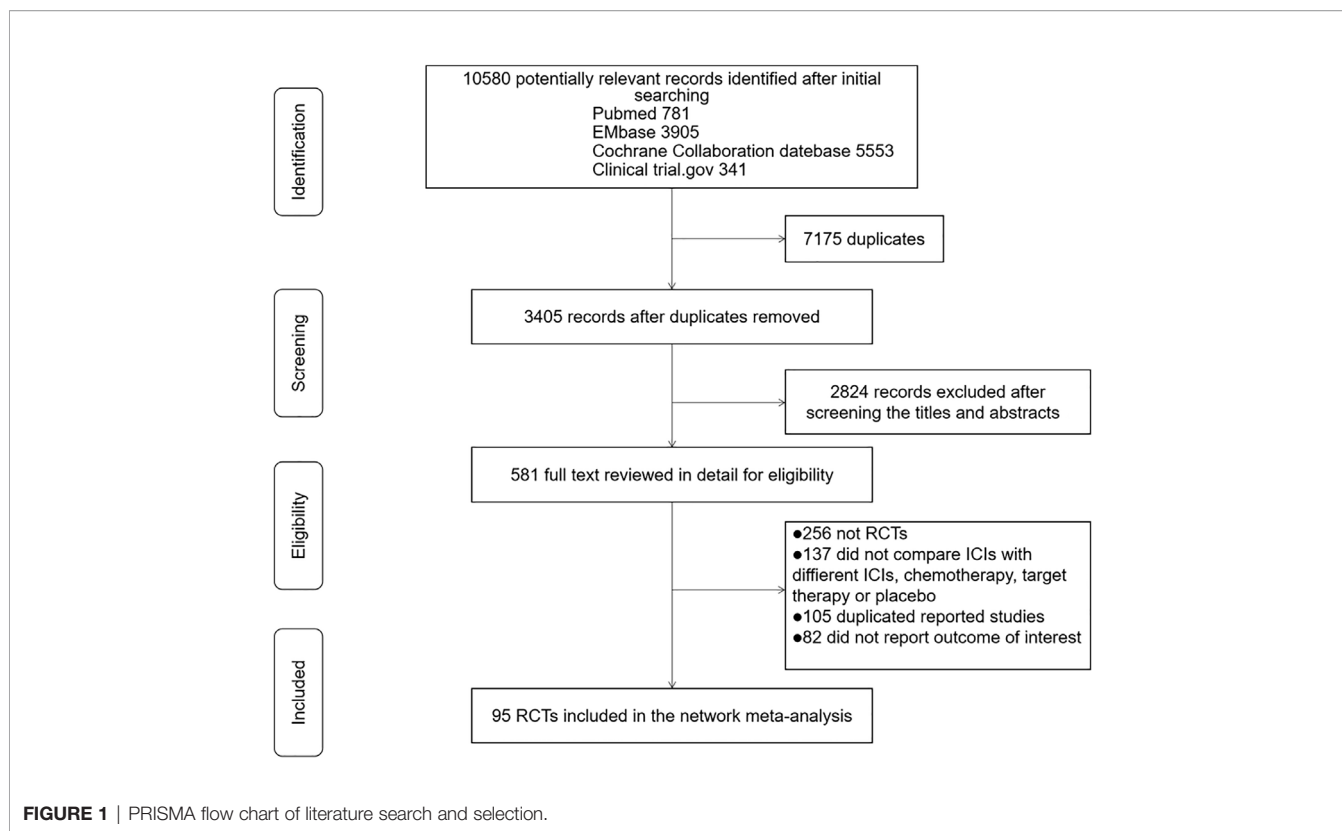 Identification
10580 potentially relevant records identified after initial
searching
Pubmed 781
EMbase 3905
Cochrane Collaboration datebase 5553
Clinical trial.gov 341
7175 duplicates
Screening
3405 records after duplicates removed
2824 records excluded after
screening the titles and abstracts
Eligibility
581 full text reviewed in detail for eligibility
●256 not RCTs
●137 did not compare ICIs with
diffierent ICIs, chemotherapy, target
therapy or placebo
●105 duplicated reported studies
●82 did not report outcome of interest
Included
95 RCTs included in the network meta-analysis
FIGURE 1 | PRISMA flow chart of literature search and selection.